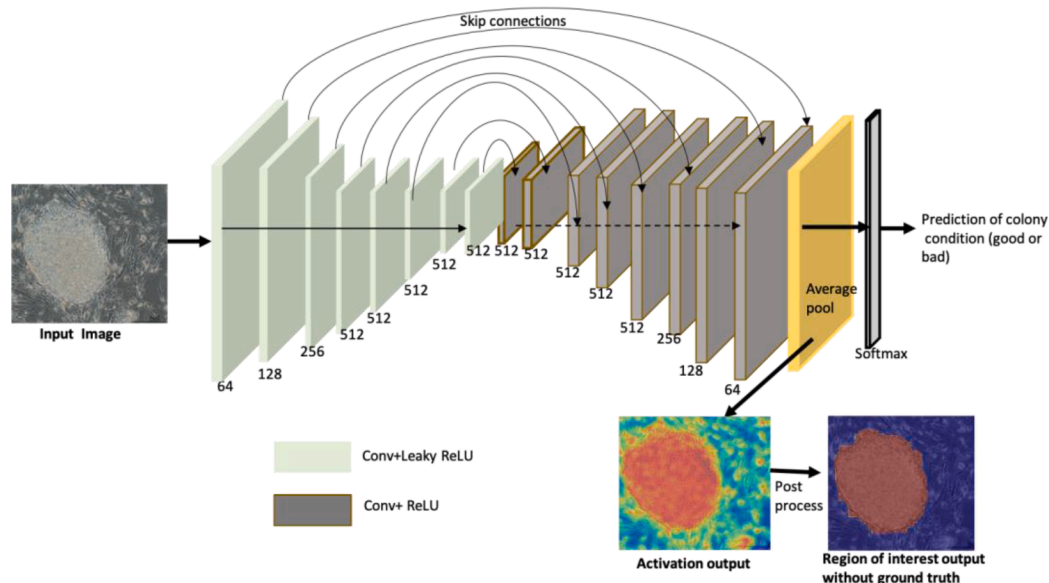 Skip connections
Input Image
64
128
256
512
512
512
512
512
512
512
512
512
512
256
128
64
Average
pool
Softmax
Prediction of colony
condition (good or
bad)
Conv+Leaky ReLU
Conv+ ReLU
Activation output
Post
process
Region of interest output
without ground truth